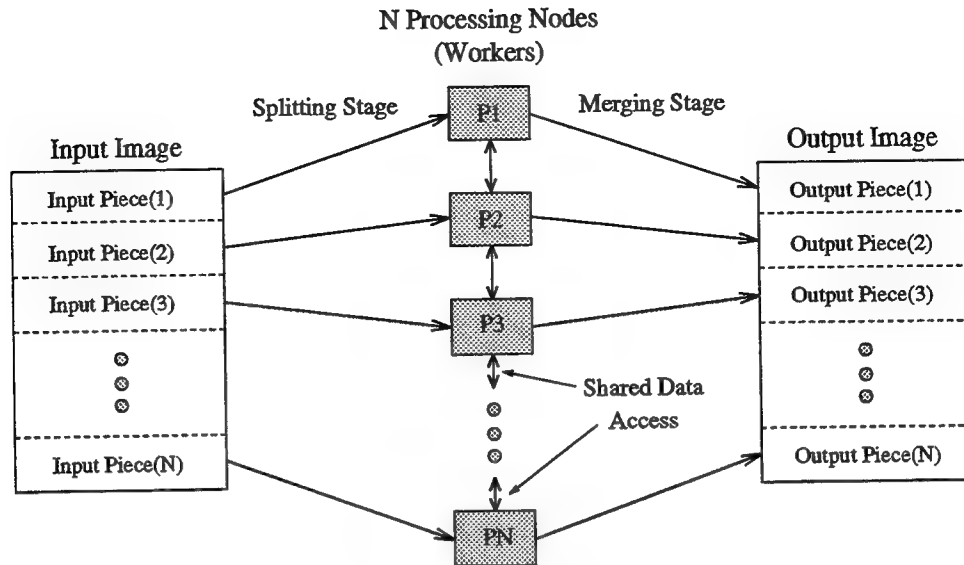 N Processing Nodes
(Workers)
Splitting Stage
P1
Merging Stage
Input Image
Output Image
Input Piece(1)
Output Piece(1)
P2
Input Piece(2)
Output Piece(2)
Input Piece(3)
Output Piece(3)
P3
Shared Data
Access
Input Piece(N)
Output Piece(N)
PN